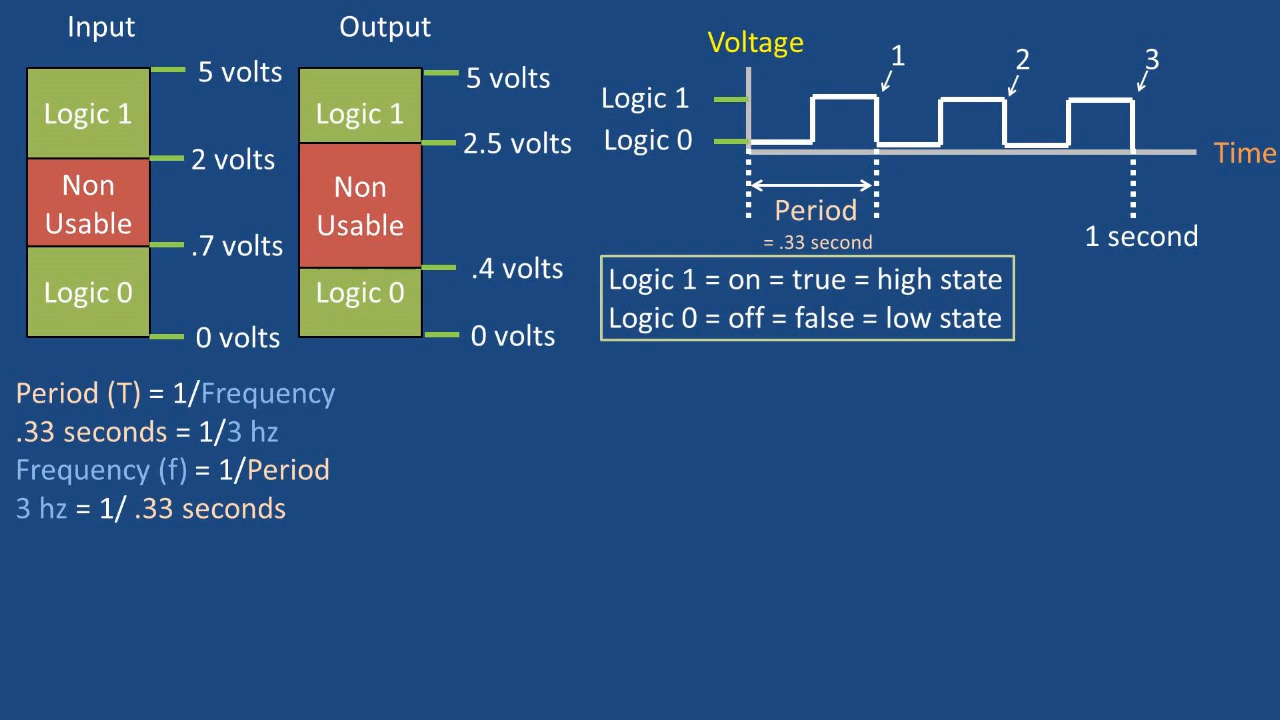 Input
5 volts
Logic 1
2 volts
Non
Usable
.7 volts
Logic 0
0 volts
Output
5 volts
Logic 1
2.5 volts
Non
Usable
.4 volts
Logic 0
0 volts
Voltage
1
2
3
Logic 1
Logic 0
Time
Period
= .33 second
1 second
Logic 1 = on = true = high state
Logic 0 = off = false = low state
Period (T) = 1/Frequency
.33 seconds = 1/3 hz
Frequency (f) = 1/Period
3 hz = 1/ .33 seconds